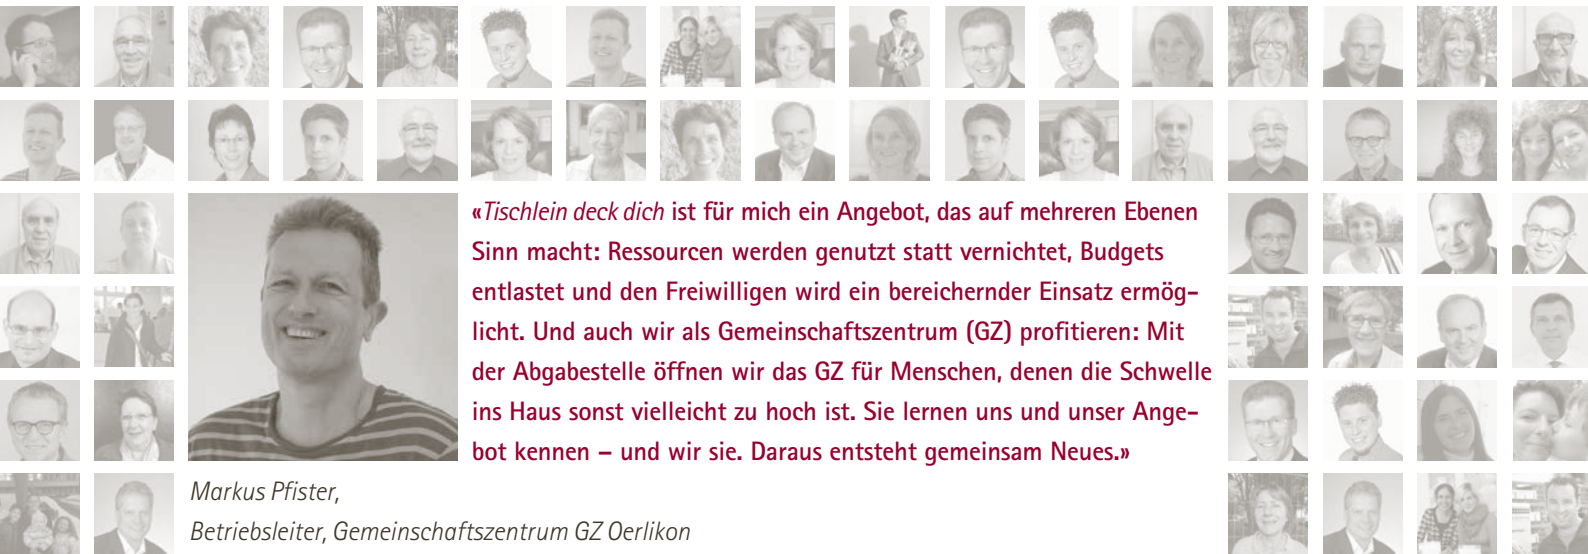 «Tischlein deck dich ist für mich ein Angebot, das auf mehreren Ebenen
Sinn macht: Ressourcen werden genutzt statt vernichtet, Budgets
entlastet und den Freiwilligen wird ein bereichernder Einsatz ermög-
licht. Und auch wir als Gemeinschaftszentrum (GZ) profitieren: Mit
der Abgabestelle öffnen wir das GZ für Menschen, denen die Schwelle
ins Haus sonst vielleicht zu hoch ist. Sie lernen uns und unser Ange-
bot kennen – und wir sie. Daraus entsteht gemeinsam Neues.»
Markus Pfister,
Betriebsleiter, Gemeinschaftszentrum GZ Oerlikon